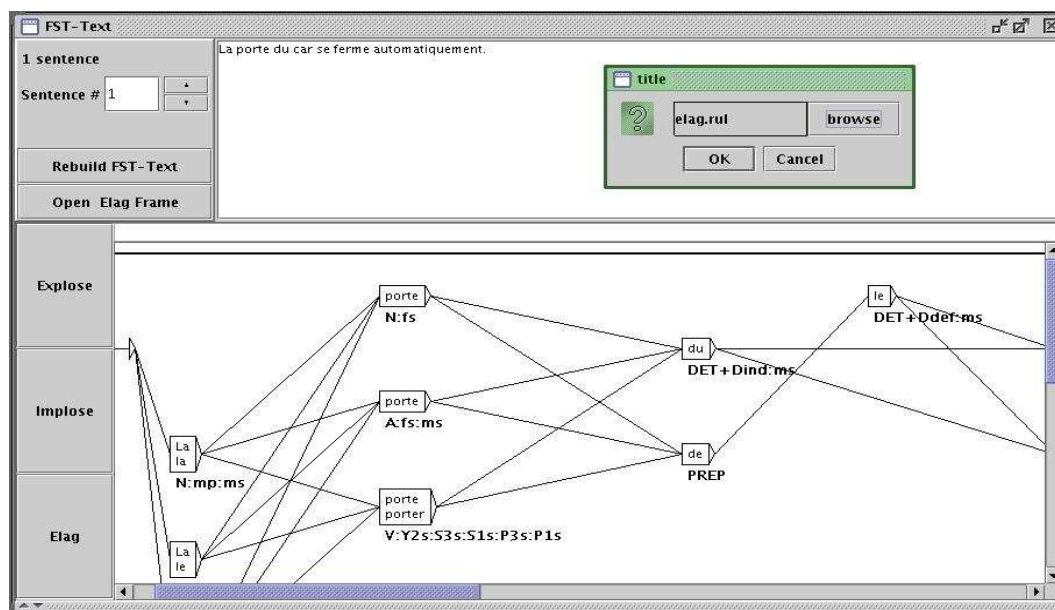 FST-Text
1 sentence
Sentence # 1
Rebuild FST-Text
Open Elag Frame
La porte du car se ferme automatiquement.
title
elag.rul
browse
OK
Cancel
Explose
Implose
Elag
porte
N:fs
le
DET+Ddef:ms
du
DET+Dind:ms
porte
A:fs:ms
La
la
N:mp:ms
de
PREP
porte
porter
V:Y2s:S3s:S1s:P3s:P1s
La
le